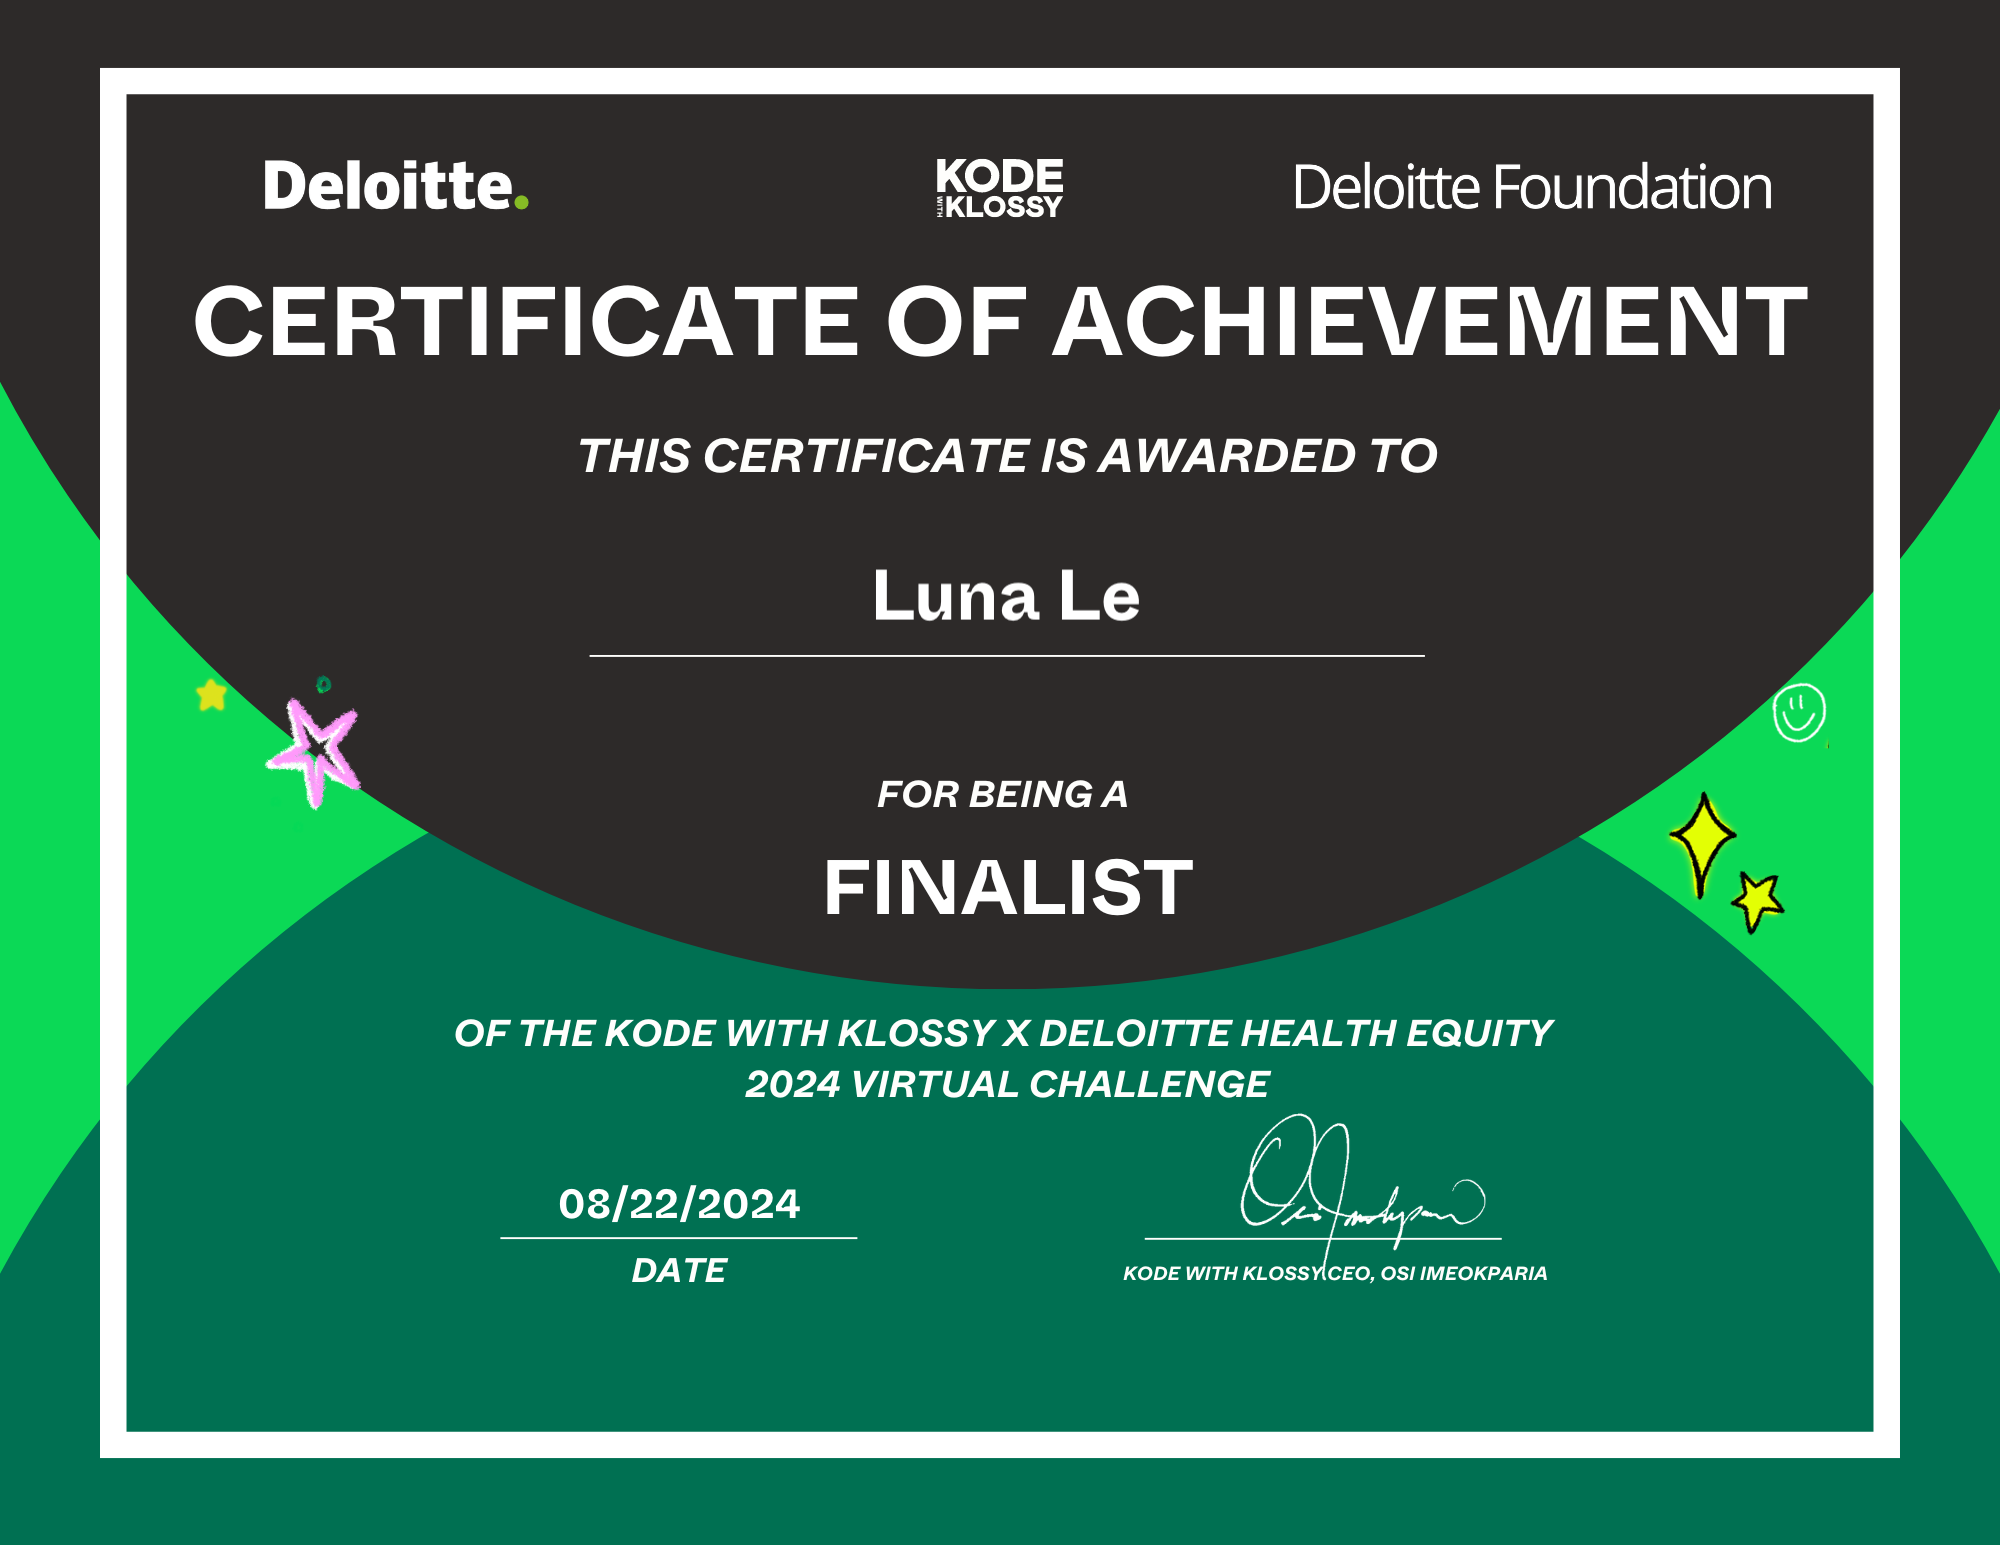 Deloitte.
KODE
WITH KLOSSY
Deloitte Foundation
CERTIFICATE OF ACHIEVEMENT
THIS CERTIFICATE IS AWARDED TO
Luna Le
FOR BEING A
FINALIST
OF THE KODE WITH KLOSSY X DELOITTE HEALTH EQUITY
2024 VIRTUAL CHALLENGE
08/22/2024
DATE
KODE WITH KLOSSY CEO, OSI IMEOKPARIA